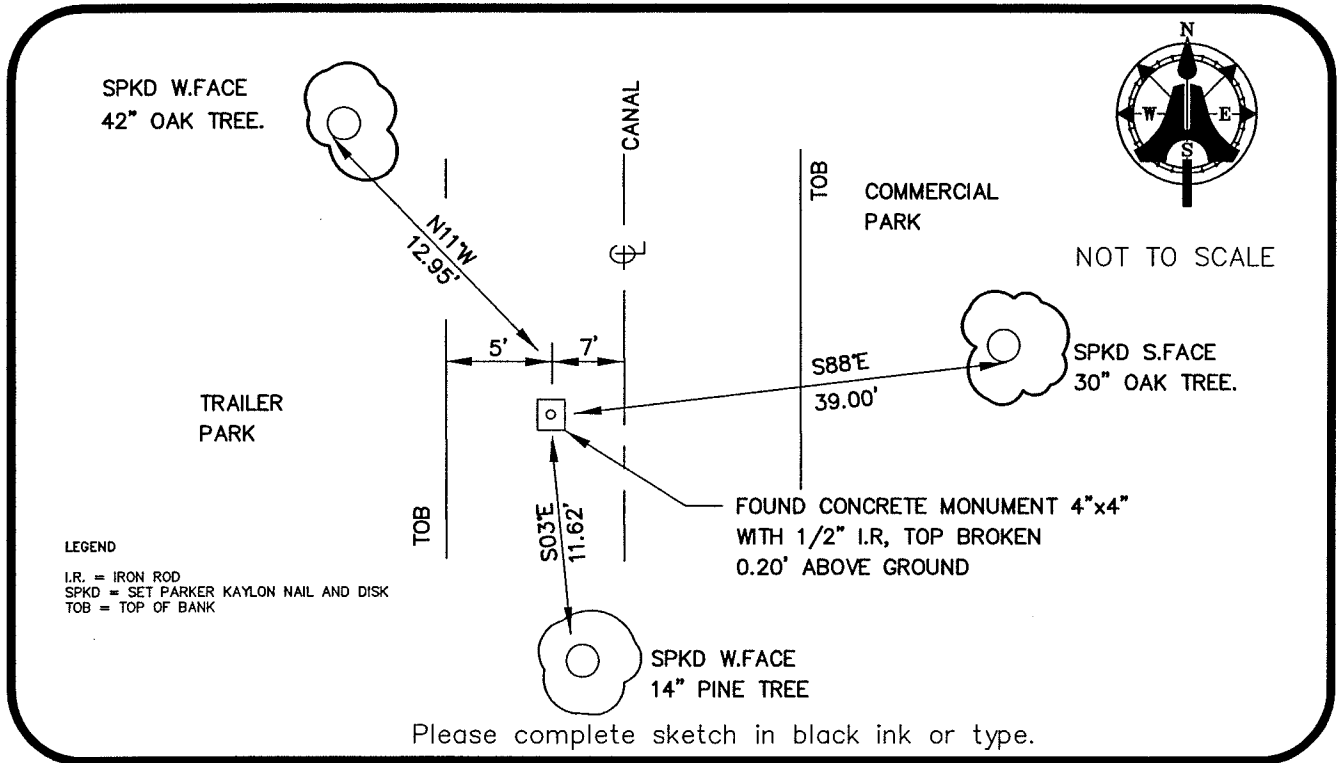 SPKD W.FACE
42" OAK TREE.
CANAL
N
W
E
S
TOB
COMMERCIAL
PARK
NOT TO SCALE
N11°W
12.95'
5'
7'
S88°E
39.00'
SPKD S.FACE
30" OAK TREE.
TRAILER
PARK
TOB
S03°E
11.62'
FOUND CONCRETE MONUMENT 4"x4"
WITH 1/2" I.R, TOP BROKEN
0.20' ABOVE GROUND
LEGEND
I.R. = IRON ROD
SPKD = SET PARKER KAYLON NAIL AND DISK
TOB = TOP OF BANK
SPKD W.FACE
14" PINE TREE
Please complete sketch in black ink or type.